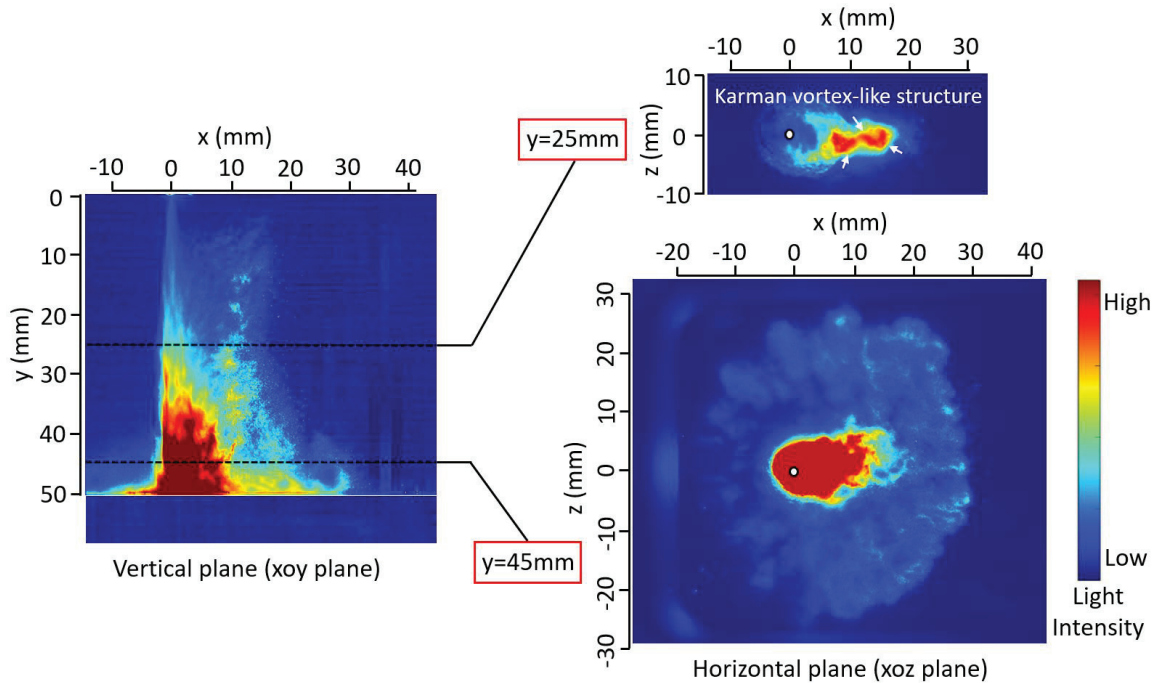 x (mm)
-10 0 10 20 30 40
y (mm)
0
10
20
30
40
50
Vertical plane (xoy plane)
y=25mm
y=45mm
x (mm)
-10 0 10 20 30
z (mm)
10
0
-10
Karman vortex-like structure
x (mm)
-20 -10 0 10 20 30 40
z (mm)
30
20
10
0
-10
-20
-30
Horizontal plane (xoz plane)
High
Low
Light
Intensity